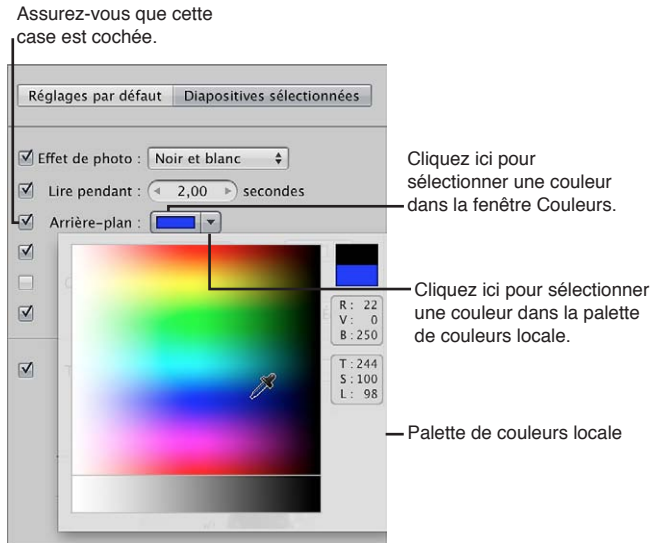 Assurez-vous que cette
case est cochée.
Réglages par défaut Diapositives sélectionnées
Effet de photo : Noir et blanc
Lire pendant : 2,00 secondes
Arrière-plan :
Cliquez ici pour
sélectionner une couleur
dans la fenêtre Couleurs.
R: 22
V: 0
B: 250
T: 244
S: 100
L: 98
Cliquez ici pour sélectionner
une couleur dans la palette
de couleurs locale.
Palette de couleurs locale